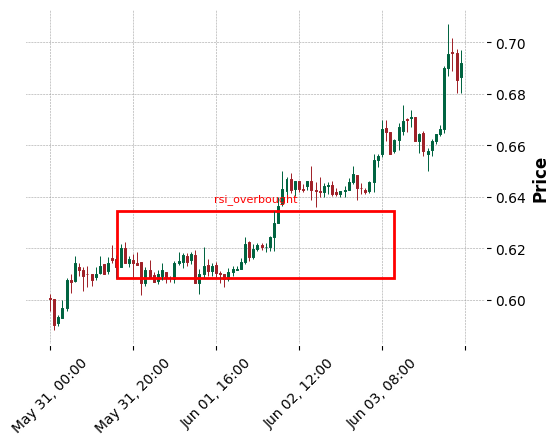 0.70
0.68
0.66
0.64
0.62
0.60
Price
rsi_overbought
May 31, 00:00
May 31, 20:00
Jun 01, 16:00
Jun 02, 12:00
Jun 03, 08:00